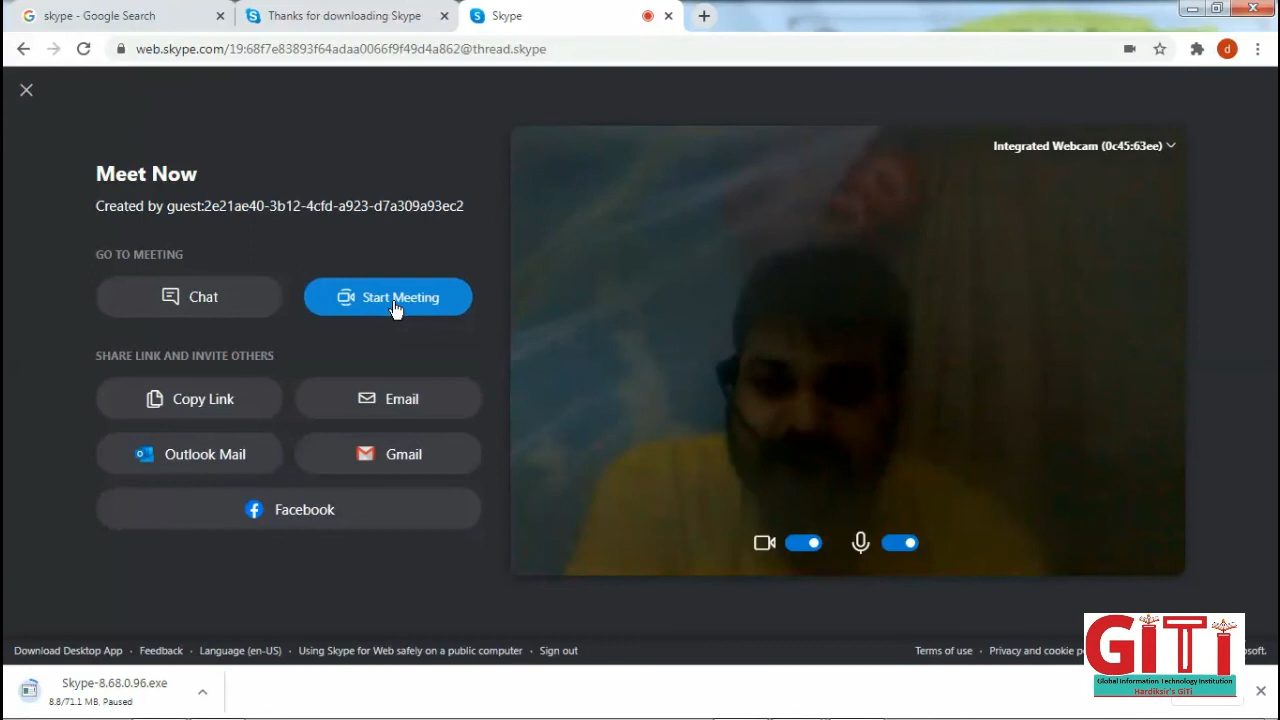 skype - Google Search
Thanks for downloading Skype
Skype
web.skype.com/19:68f7e83893f64adaa0066f9f49d4a862@thread.skype
d
Integrated Webcam (0c45:63ee)
Meet Now
Created by guest:2e21ae40-3b12-4cfd-a923-d7a309a93ec2
GO TO MEETING
Chat
Start Meeting
SHARE LINK AND INVITE OTHERS
Copy Link
Email
Outlook Mail
Gmail
Facebook
Download Desktop App · Feedback · Language (en-US) · Using Skype for Web safely on a public computer · Sign out
Terms of use · Privacy and cookie
GiTi
Global Information Technology Institution
Hardiksir's GiTi
Skype-8.68.0.96.exe
8.8/71.1 MB, Paused